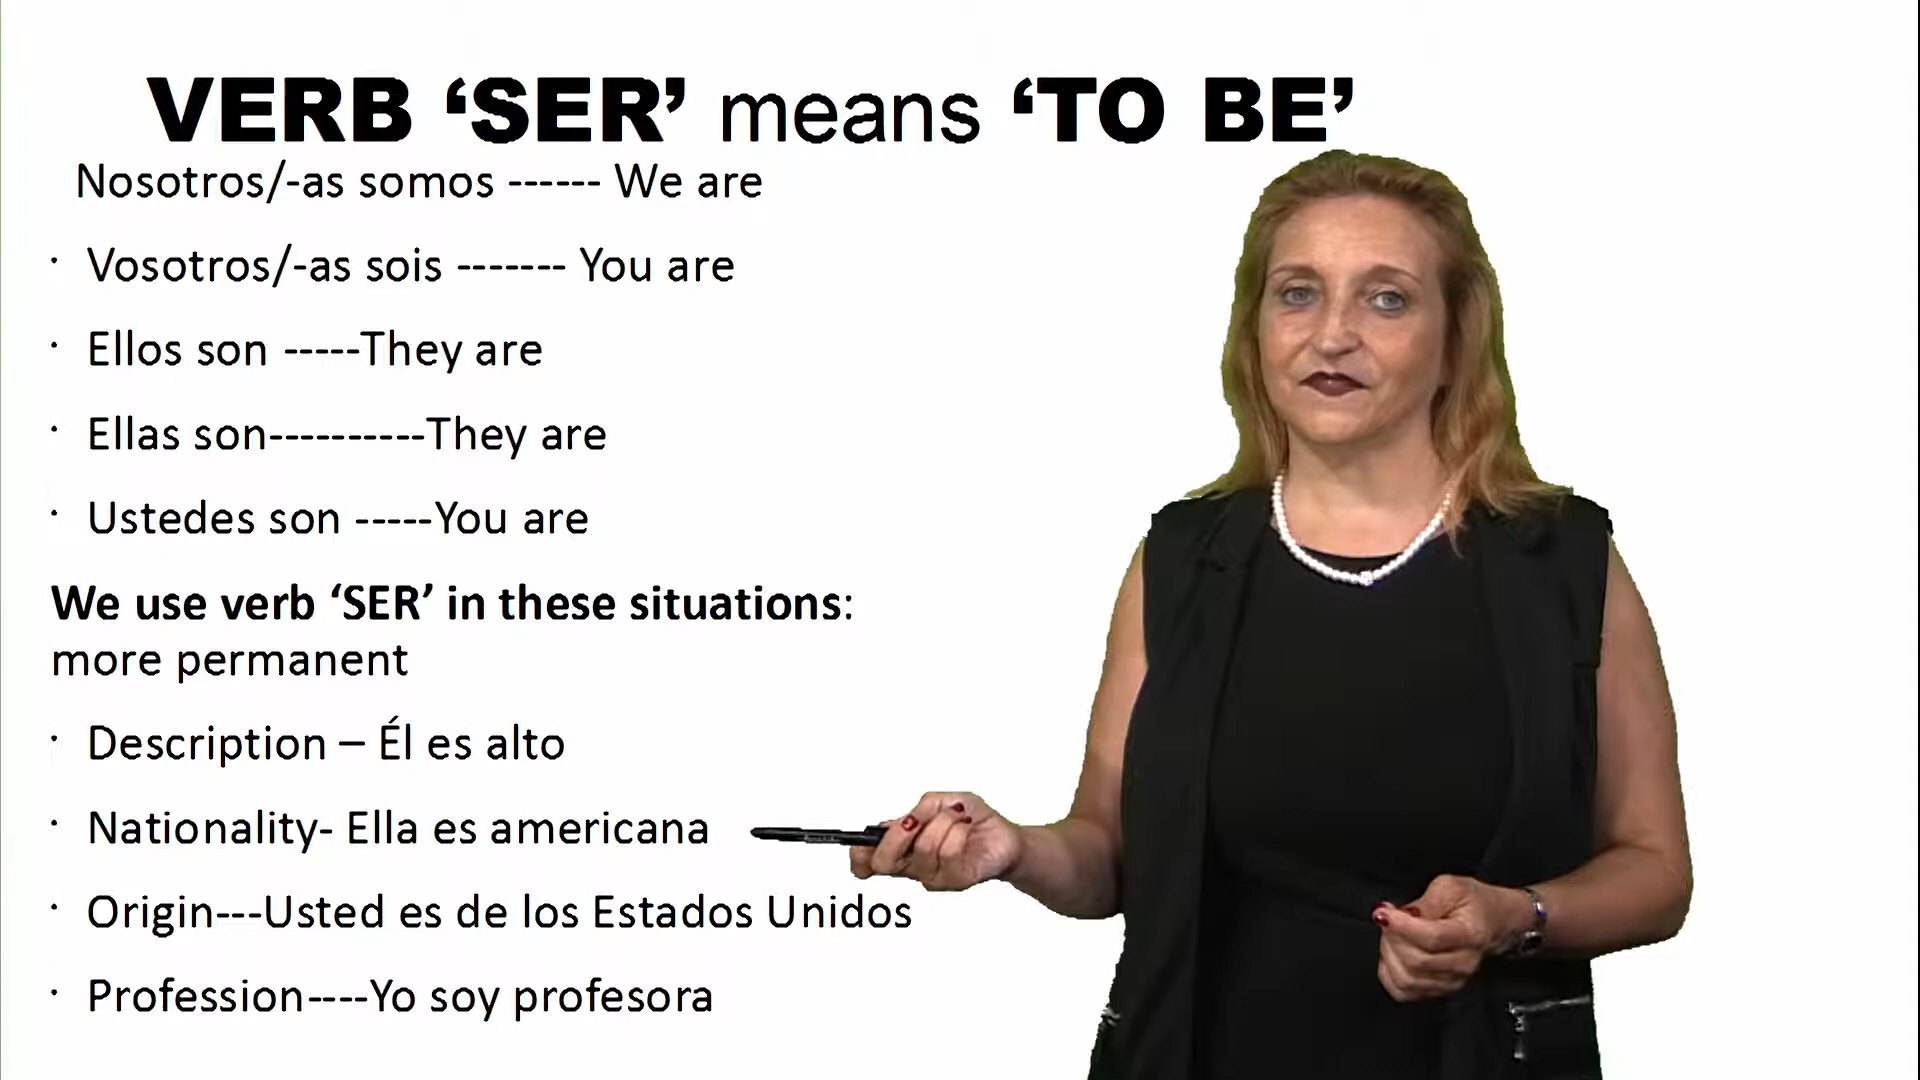 VERB ‘SER’ means ‘TO BE’
Nosotros/-as somos ------ We are
Vosotros/-as sois ------- You are
Ellos son -----They are
Ellas son----------They are
Ustedes son -----You are
We use verb ‘SER’ in these situations:
more permanent
Description – Él es alto
Nationality- Ella es americana
Origin---Usted es de los Estados Unidos
Profession----Yo soy profesora